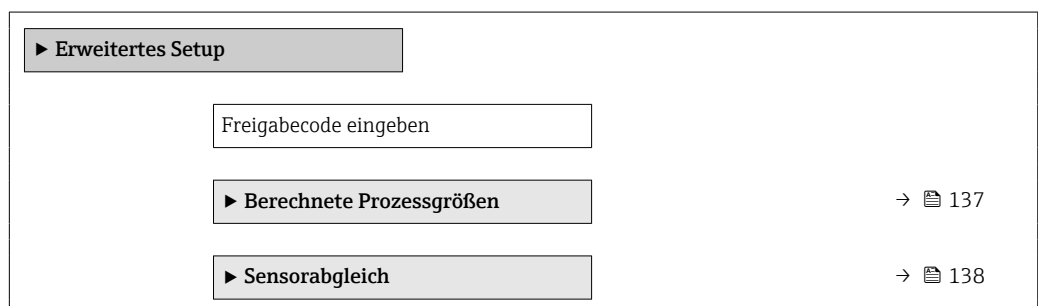 ▶ Erweitertes Setup
Freigabecode eingeben
▶ Berechnete Prozessgrößen → 137
▶ Sensorabgleich → 138